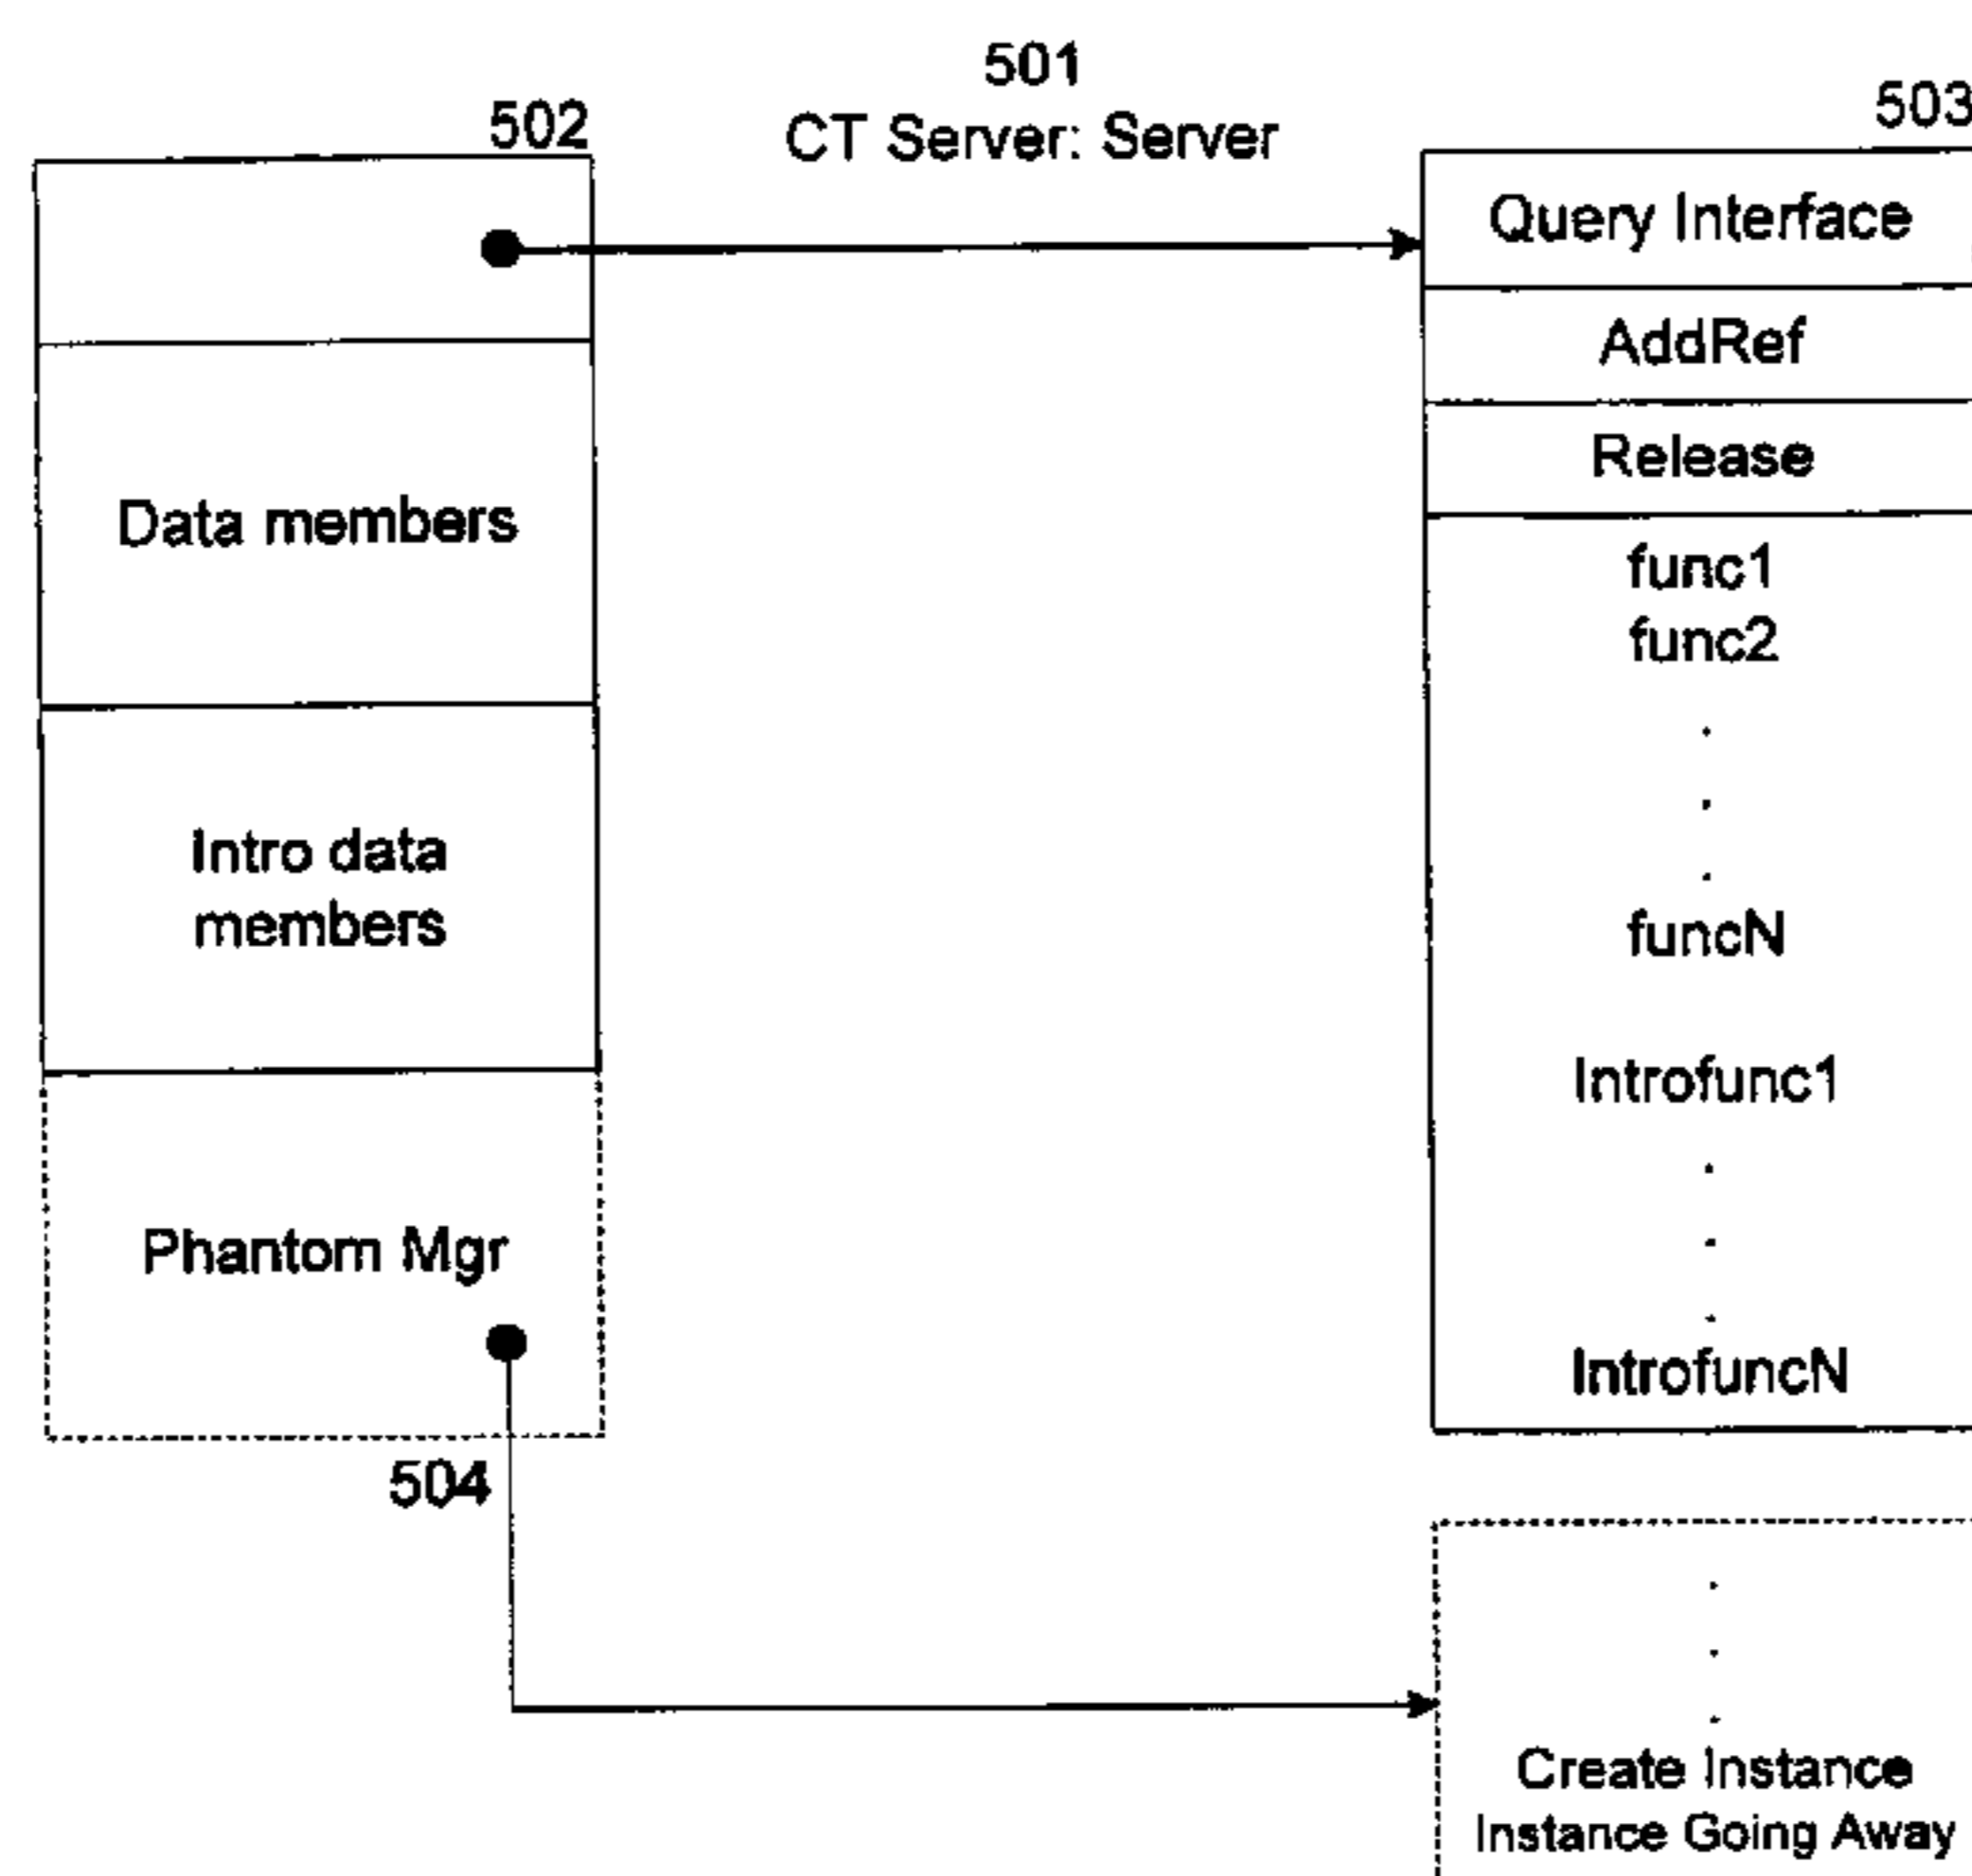 501
CT Server: Server
502
503
Query Interface
AddRef
Release
Data members
func1
func2
.
.
.
funcN
Intro data
members
Introfunc1
.
.
.
IntrofuncN
Phantom Mgr
504
.
.
.
Create Instance
Instance Going Away